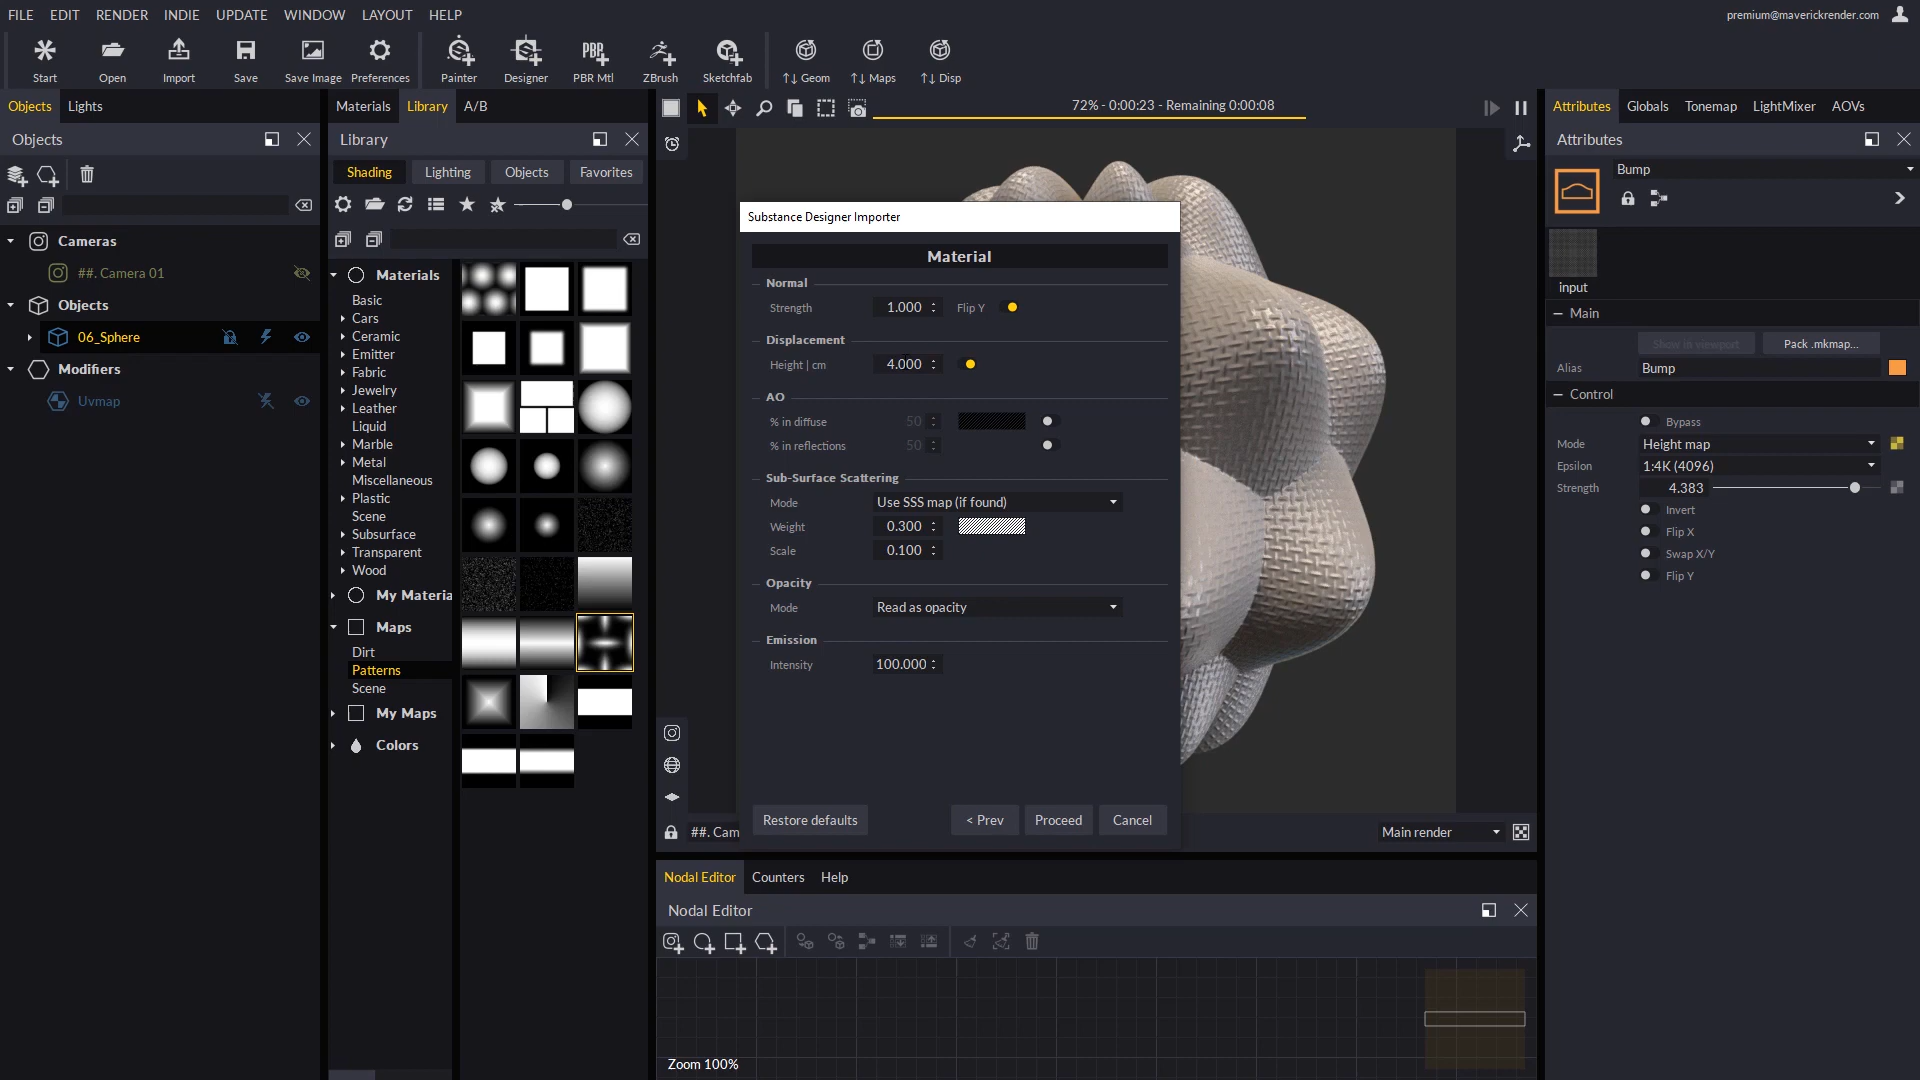 FILE EDIT RENDER INDIE UPDATE WINDOW LAYOUT HELP
premium@maverickrender.com
Start Open Import Save Save Image Preferences Painter Designer PBR Mtl ZBrush Sketchfab ↑↓ Geom ↑↓ Maps ↑↓ Disp
PBR
Objects Lights
Objects
Cameras
##. Camera 01
Objects
06_Sphere
Modifiers
Uvmap
Materials Library A/B
Library
Shading Lighting Objects Favorites
Materials
Basic
Cars
Ceramic
Emitter
Fabric
Jewelry
Leather
Liquid
Marble
Metal
Miscellaneous
Plastic
Scene
Subsurface
Transparent
Wood
My Materia
Maps
Dirt
Patterns
Scene
My Maps
Colors
72% - 0:00:23 - Remaining 0:00:08
Substance Designer Importer
Material
Normal
Strength 1.000 Flip Y
Displacement
Height | cm 4.000
AO
% in diffuse 50
% in reflections 50
Sub-Surface Scattering
Mode Use SSS map (if found)
Weight 0.300
Scale 0.100
Opacity
Mode Read as opacity
Emission
Intensity 100.000
Restore defaults < Prev Proceed Cancel
##. Cam
Main render
Nodal Editor Counters Help
Nodal Editor
Zoom 100%
Attributes Globals Tonemap LightMixer AOVs
Attributes
Bump
input
Main
Show in viewport Pack .mkmap...
Alias Bump
Control
Bypass
Mode Height map
Epsilon 1:4K (4096)
Strength 4.383
Invert
Flip X
Swap X/Y
Flip Y